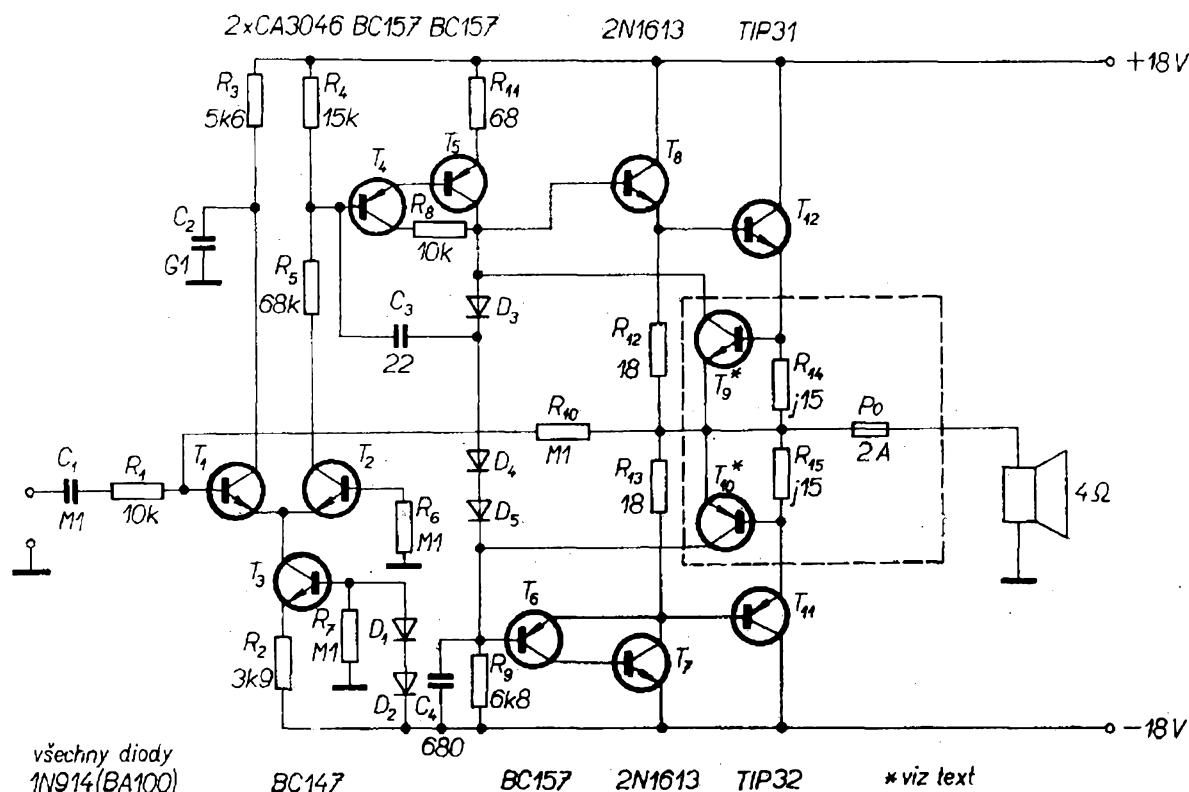 2xCA3046 BC157 BC157 2N1613 TIP31
+18V
R3 5k6
R4 15k
R11 68
T4
T5
T8
T12
R8 10k
C2 G1
R5 68k
C3 22
D3
R12 18
T9*
R14 j15
R10 M1
Po 2A
T1
T2
C1 M1
R1 10k
D4
R13 18
T10*
R15 j15
4Ω
D5
R6 M1
T3
T6
T11
R7 M1
D1
R2 3k9
R9 6k8
T7
D2
C4 680
-18V
všechny diody
1N914(BA100)
BC147 BC157 2N1613 TIP32
*viz text